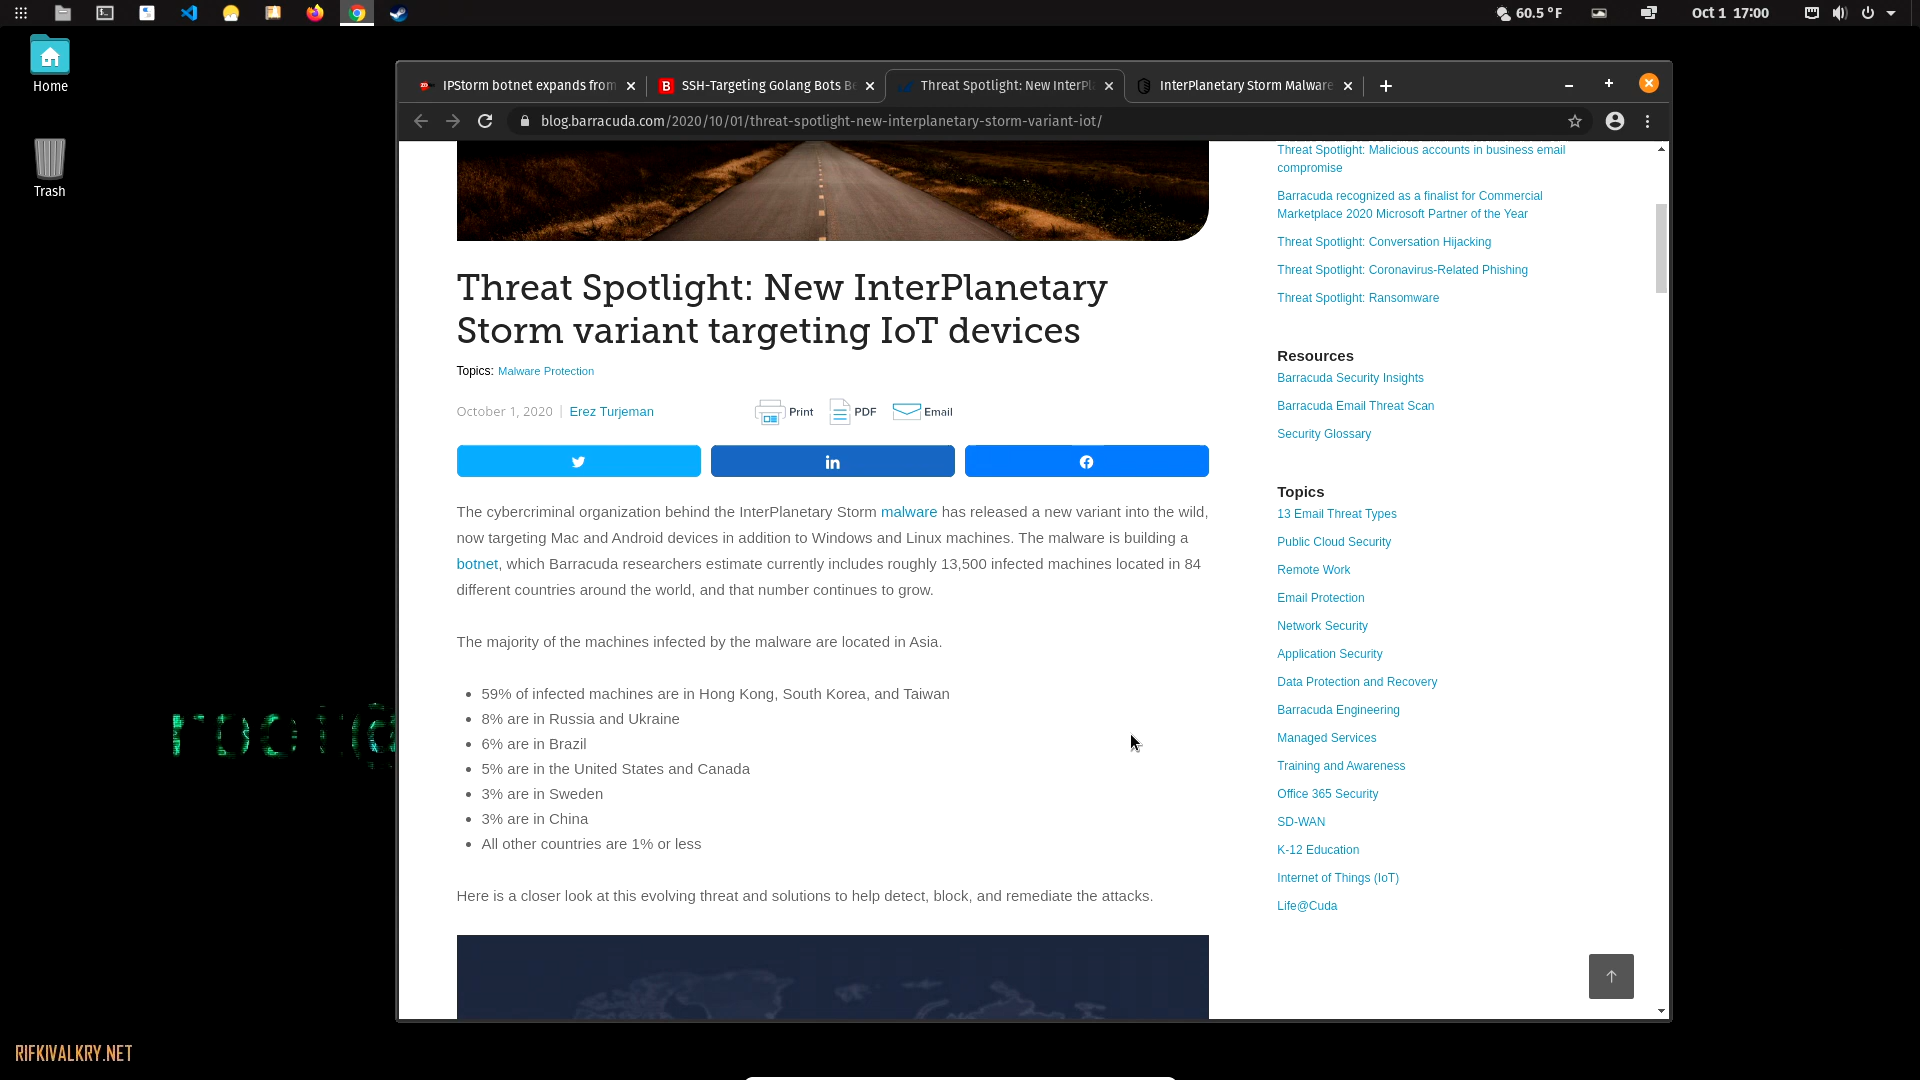 60.5 °F
Oct 1 17:00
Home
Trash
IPStorm botnet expands from
SSH-Targeting Golang Bots Be
Threat Spotlight: New InterPl
InterPlanetary Storm Malware
blog.barracuda.com/2020/10/01/threat-spotlight-new-interplanetary-storm-variant-iot/
Threat Spotlight: New InterPlanetary
Storm variant targeting IoT devices
Topics: Malware Protection
October 1, 2020 | Erez Turjeman
Print
PDF
Email
The cybercriminal organization behind the InterPlanetary Storm malware has released a new variant into the wild,
now targeting Mac and Android devices in addition to Windows and Linux machines. The malware is building a
botnet, which Barracuda researchers estimate currently includes roughly 13,500 infected machines located in 84
different countries around the world, and that number continues to grow.
The majority of the machines infected by the malware are located in Asia.
• 59% of infected machines are in Hong Kong, South Korea, and Taiwan
• 8% are in Russia and Ukraine
• 6% are in Brazil
• 5% are in the United States and Canada
• 3% are in Sweden
• 3% are in China
• All other countries are 1% or less
Here is a closer look at this evolving threat and solutions to help detect, block, and remediate the attacks.
Threat Spotlight: Malicious accounts in business email
compromise
Barracuda recognized as a finalist for Commercial
Marketplace 2020 Microsoft Partner of the Year
Threat Spotlight: Conversation Hijacking
Threat Spotlight: Coronavirus-Related Phishing
Threat Spotlight: Ransomware
Resources
Barracuda Security Insights
Barracuda Email Threat Scan
Security Glossary
Topics
13 Email Threat Types
Public Cloud Security
Remote Work
Email Protection
Network Security
Application Security
Data Protection and Recovery
Barracuda Engineering
Managed Services
Training and Awareness
Office 365 Security
SD-WAN
K-12 Education
Internet of Things (IoT)
Life@Cuda
root@
RIFKIVALKRY.NET